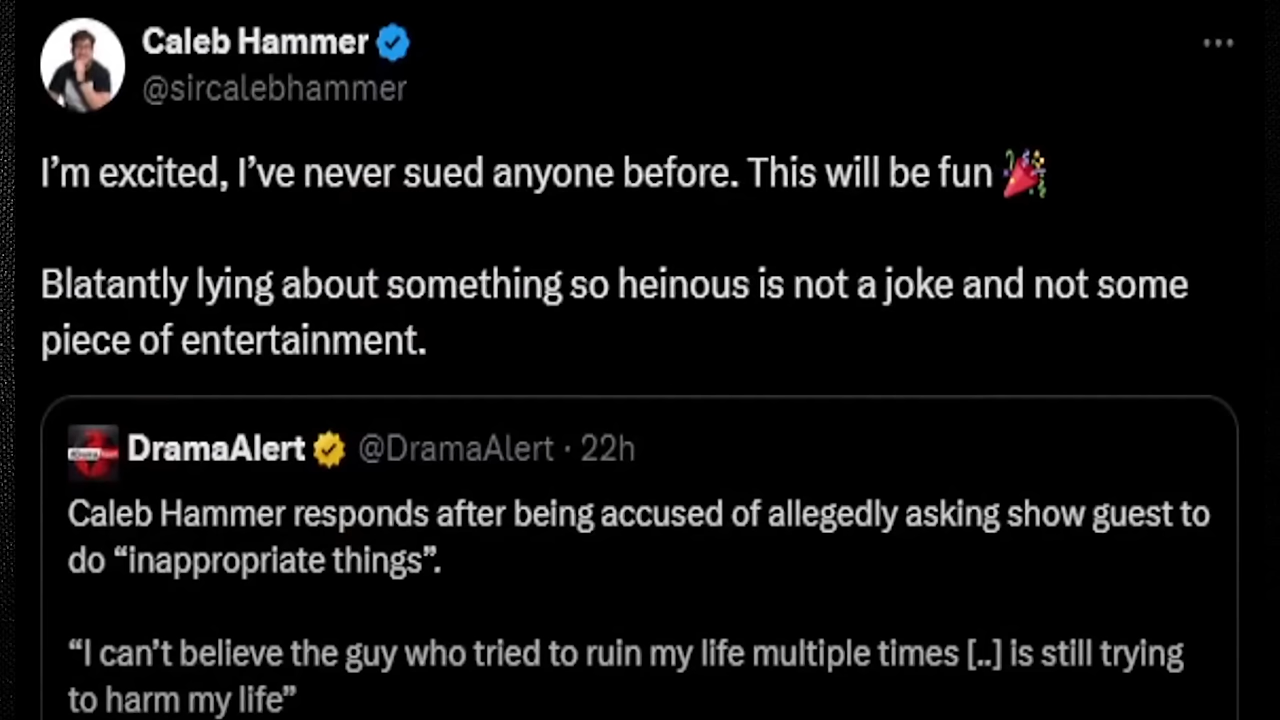 Caleb Hammer
@sircalebhammer
I’m excited, I’ve never sued anyone before. This will be fun 🎉
Blatantly lying about something so heinous is not a joke and not some
piece of entertainment.
DramaAlert @DramaAlert · 22h
Caleb Hammer responds after being accused of allegedly asking show guest to
do “inappropriate things”.
“I can’t believe the guy who tried to ruin my life multiple times [..] is still trying
to harm my life”